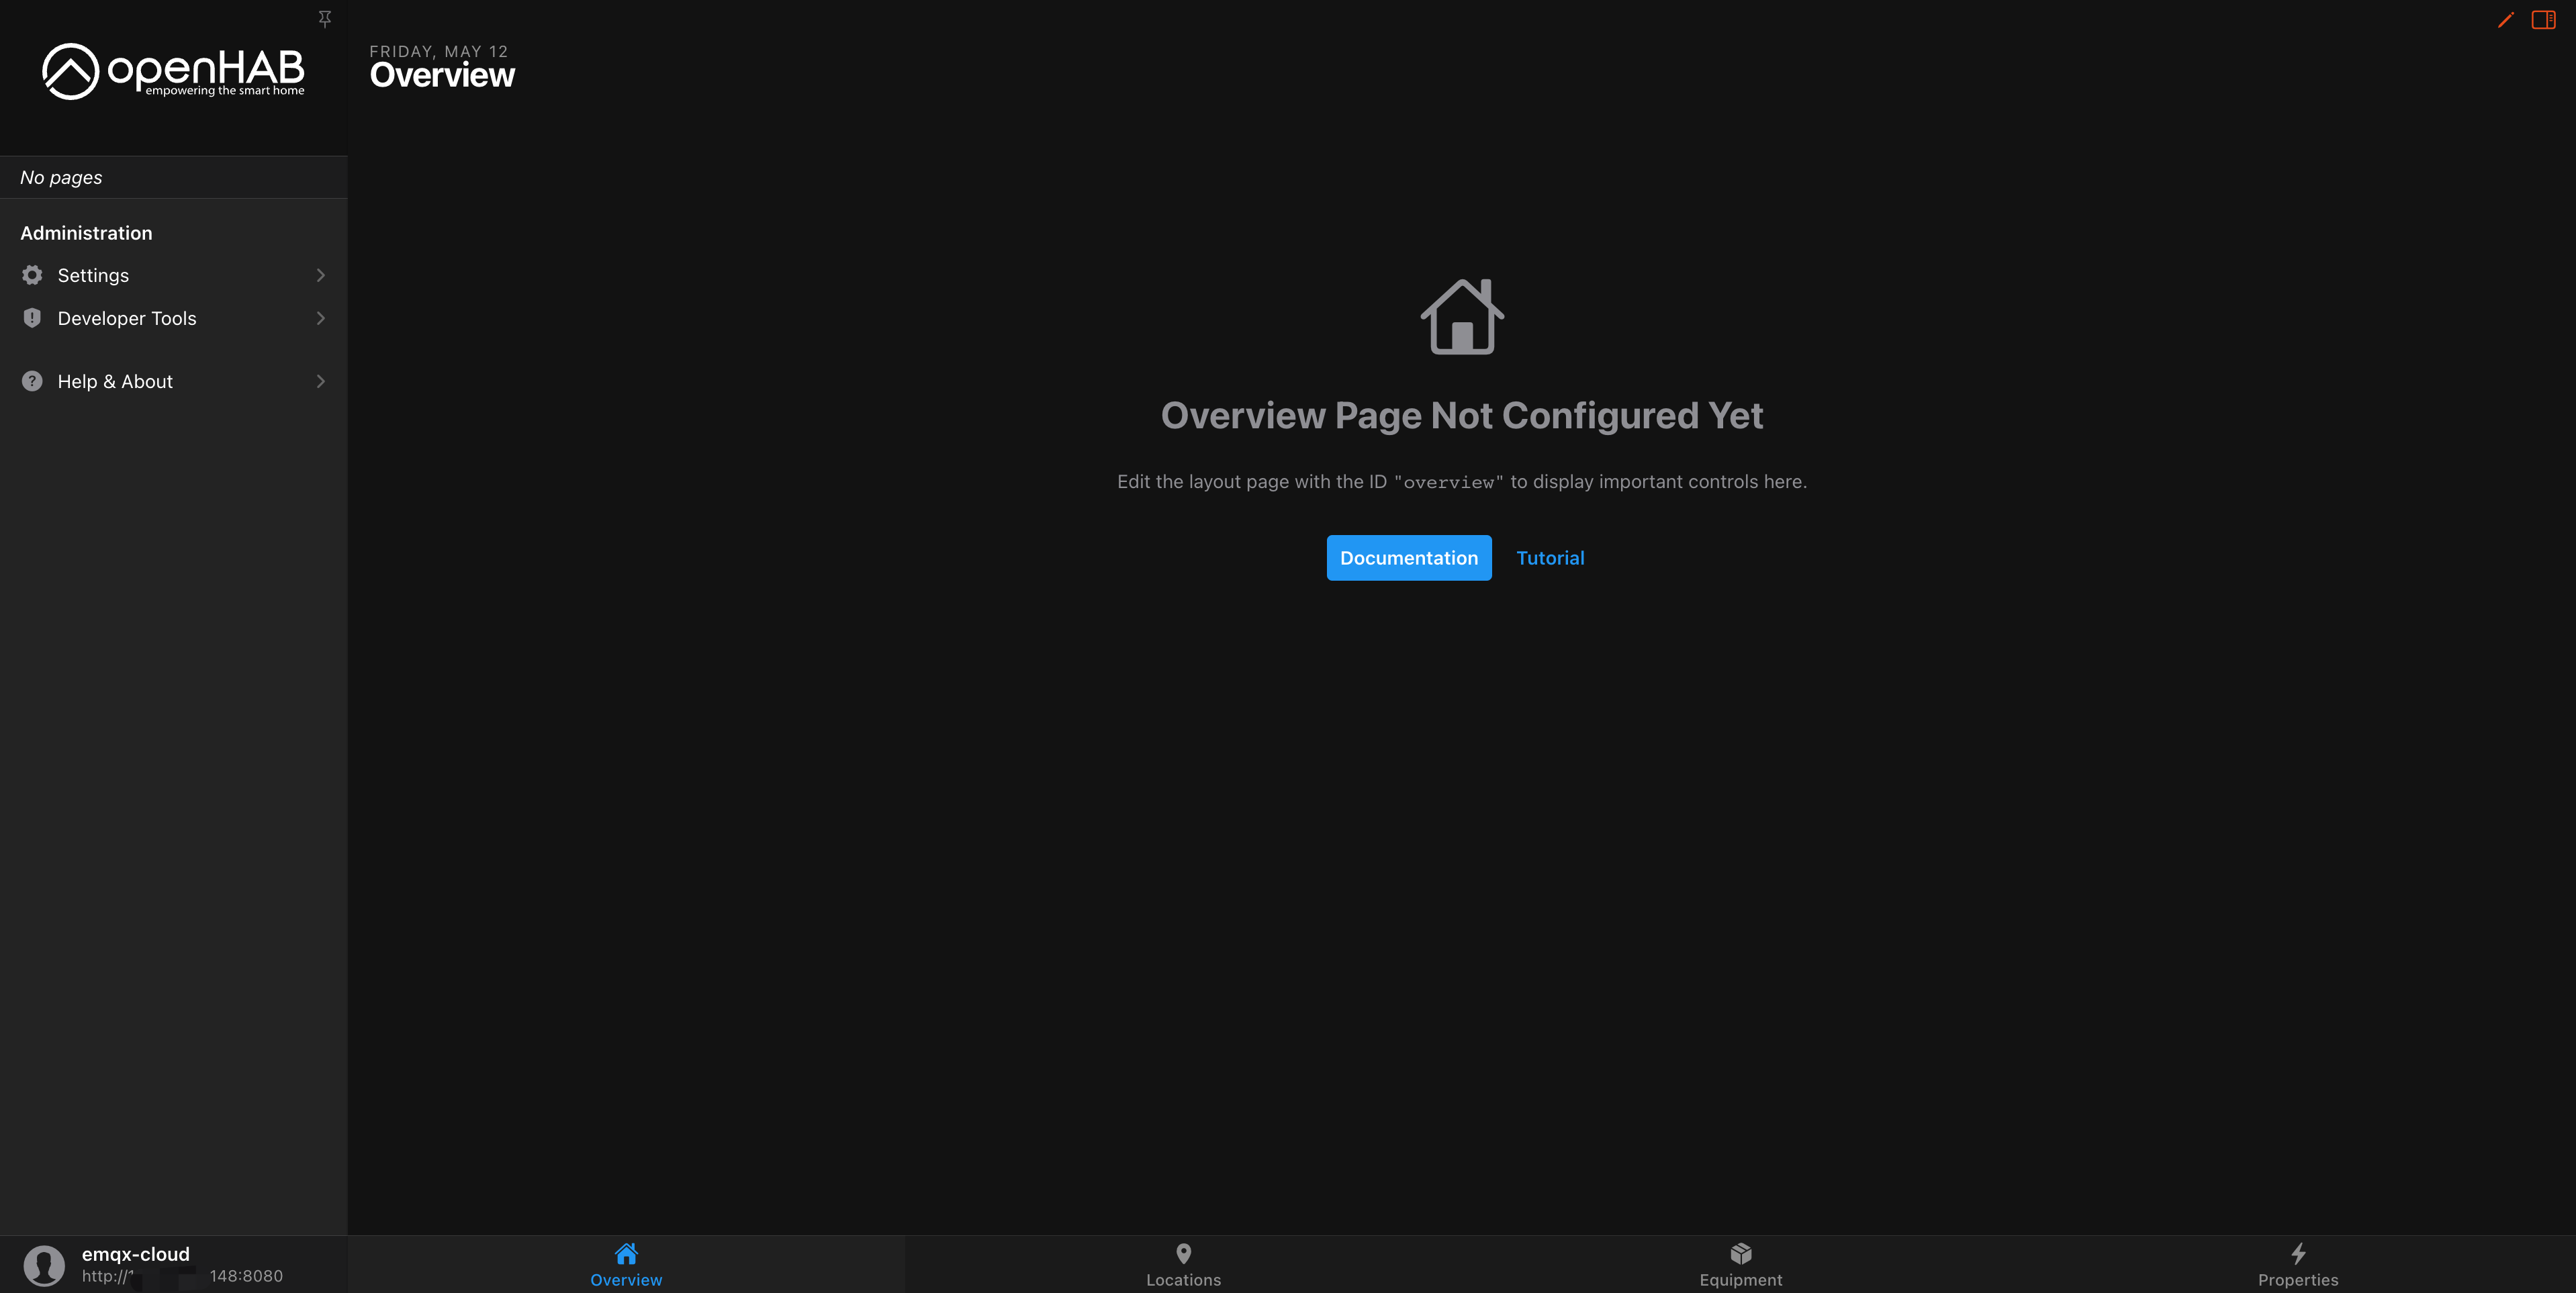 openHAB
empowering the smart home
No pages
Administration
Settings
Developer Tools
Help & About
emqx-cloud
http://1 148:8080
FRIDAY, MAY 12
Overview
Overview Page Not Configured Yet
Edit the layout page with the ID "overview" to display important controls here.
Documentation Tutorial
Overview Locations Equipment Properties